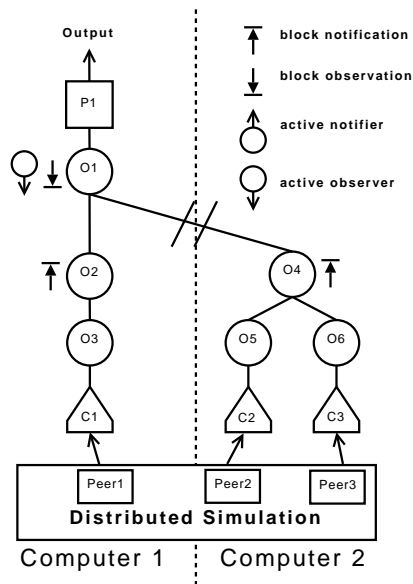 Output
block notification
block observation
active notifier
active observer
P1
O1
O2
O4
O3
O5
O6
C1
C2
C3
Peer1
Peer2
Peer3
Distributed Simulation
Computer 1
Computer 2